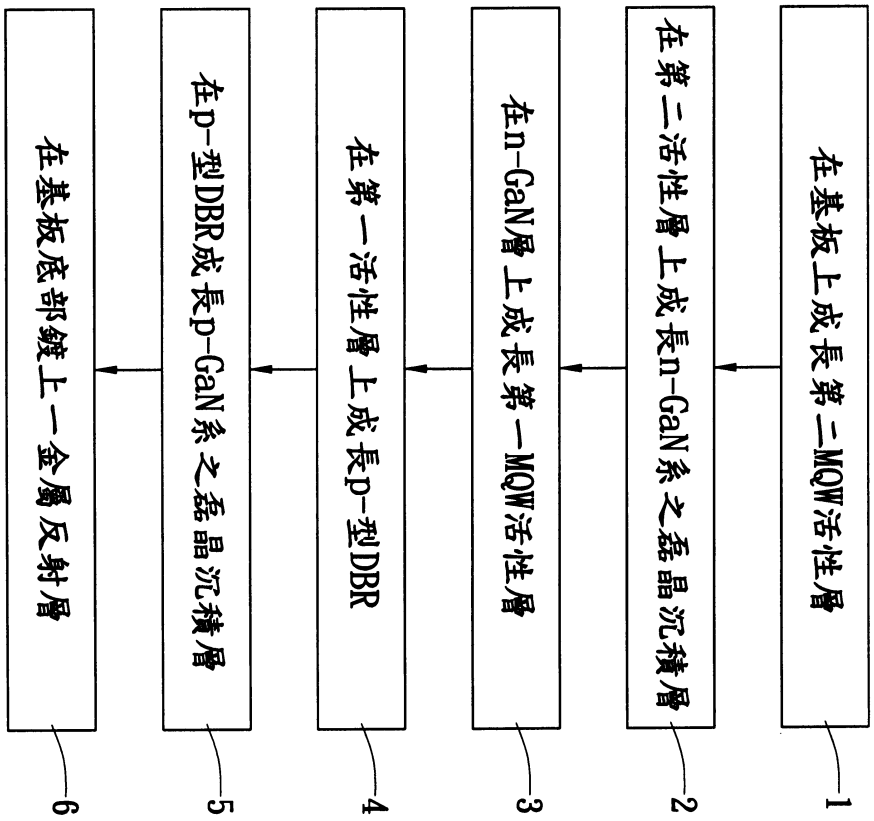 在基板上成長第二MQW活性層
1
在第二活性層上成長n-GaN系之磊晶沉積層
2
在n-GaN層上成長第一MQW活性層
3
在第一活性層上成長p-型DBR
4
在p-型DBR成長p-GaN系之磊晶沉積層
5
在基板底部鍍上一金屬反射層
6